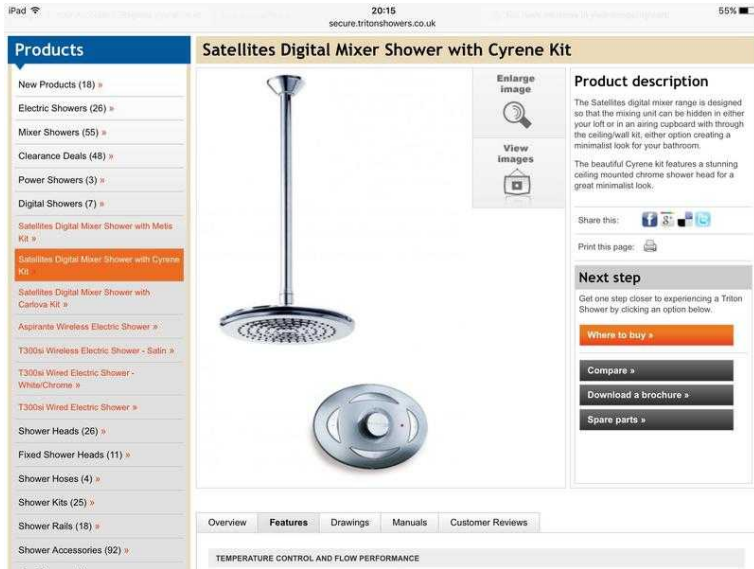 iPad
20:15
55%
secure.tritonshowers.co.uk
Products
New Products (18) »
Electric Showers (26) »
Mixer Showers (55) »
Clearance Deals (48) »
Power Showers (3) »
Digital Showers (7) »
Satellites Digital Mixer Shower with Metis
Kit »
Satellites Digital Mixer Shower with Cyrene
Kit »
Satellites Digital Mixer Shower with
Carlova Kit »
Aspirante Wireless Electric Shower »
T300si Wireless Electric Shower - Satin »
T300si Wired Electric Shower -
White/Chrome »
T300si Wired Electric Shower »
Shower Heads (26) »
Fixed Shower Heads (11) »
Shower Hoses (4) »
Shower Kits (25) »
Shower Rails (18) »
Shower Accessories (92) »
Satellites Digital Mixer Shower with Cyrene Kit
Enlarge
image
View
images
Product description
The Satellites digital mixer range is designed
so that the mixing unit can be hidden in either
your loft or in an airing cupboard with through
the ceiling/wall kit, either option creating a
minimalist look for your bathroom.
The beautiful Cyrene kit features a stunning
ceiling mounted chrome shower head for a
great minimalist look.
Share this:
Print this page:
Next step
Get one step closer to experiencing a Triton
Shower by clicking an option below.
Where to buy »
Compare »
Download a brochure »
Spare parts »
Overview Features Drawings Manuals Customer Reviews
TEMPERATURE CONTROL AND FLOW PERFORMANCE